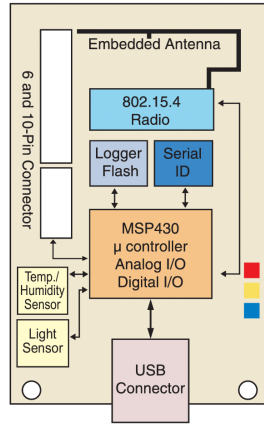 Embedded Antenna
6 and 10-Pin Connector
802.15.4
Radio
Logger
Flash
Serial
ID
MSP430
µ controller
Analog I/O
Digital I/O
Temp./
Humidity
Sensor
Light
Sensor
USB
Connector